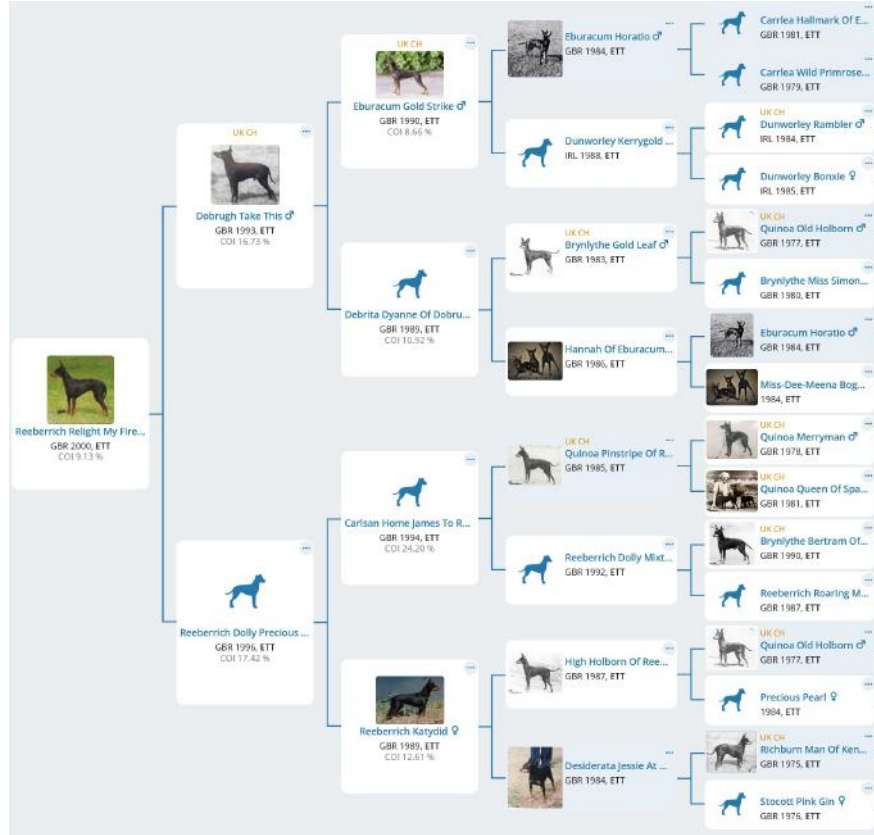 Reeberrich Relight My Fire...
GBR 2000, ETT
COI 9.13 %
UK CH
Dobrugh Take This ♂
GBR 1993, ETT
COI 16.73 %
Reeberrich Dolly Precious ...
GBR 1996, ETT
COI 17.42 %
UK CH
Eburacum Gold Strike ♂
GBR 1990, ETT
COI 8.66 %
Debrita Dyanne Of Dobru...
GBR 1989, ETT
COI 10.92 %
Carlsan Home James To R...
GBR 1994, ETT
COI 24.20 %
Reeberrich Katydid ♀
GBR 1989, ETT
COI 12.61 %
Eburacum Horatio ♂
GBR 1984, ETT
Dunworley Kerrygold ...
IRL 1988, ETT
UK CH
Brynlythe Gold Leaf ♂
GBR 1983, ETT
Hannah Of Eburacum...
GBR 1986, ETT
UK CH
Quinoa Pinstripe Of R...
GBR 1985, ETT
Reeberrich Dolly Mixt...
GBR 1992, ETT
High Holborn Of Ree...
GBR 1987, ETT
Desiderata Jessie At ...
GBR 1984, ETT
Carrlea Hallmark Of E...
GBR 1981, ETT
Carrlea Wild Primrose...
GBR 1979, ETT
UK CH
Dunworley Rambler ♂
IRL 1984, ETT
Dunworley Bonxie ♀
IRL 1985, ETT
UK CH
Quinoa Old Holborn ♂
GBR 1977, ETT
Brynlythe Miss Simon...
GBR 1980, ETT
Eburacum Horatio ♂
GBR 1984, ETT
Miss-Dee-Meena Bog...
1984, ETT
UK CH
Quinoa Merryman ♂
GBR 1978, ETT
UK CH
Quinoa Queen Of Spa...
GBR 1981, ETT
UK CH
Brynlythe Bertram Of...
GBR 1990, ETT
Reeberrich Roaring M...
GBR 1987, ETT
UK CH
Quinoa Old Holborn ♂
GBR 1977, ETT
Precious Pearl ♀
1984, ETT
UK CH
Richburn Man Of Ken...
GBR 1975, ETT
Stocott Pink Gin ♀
GBR 1976, ETT